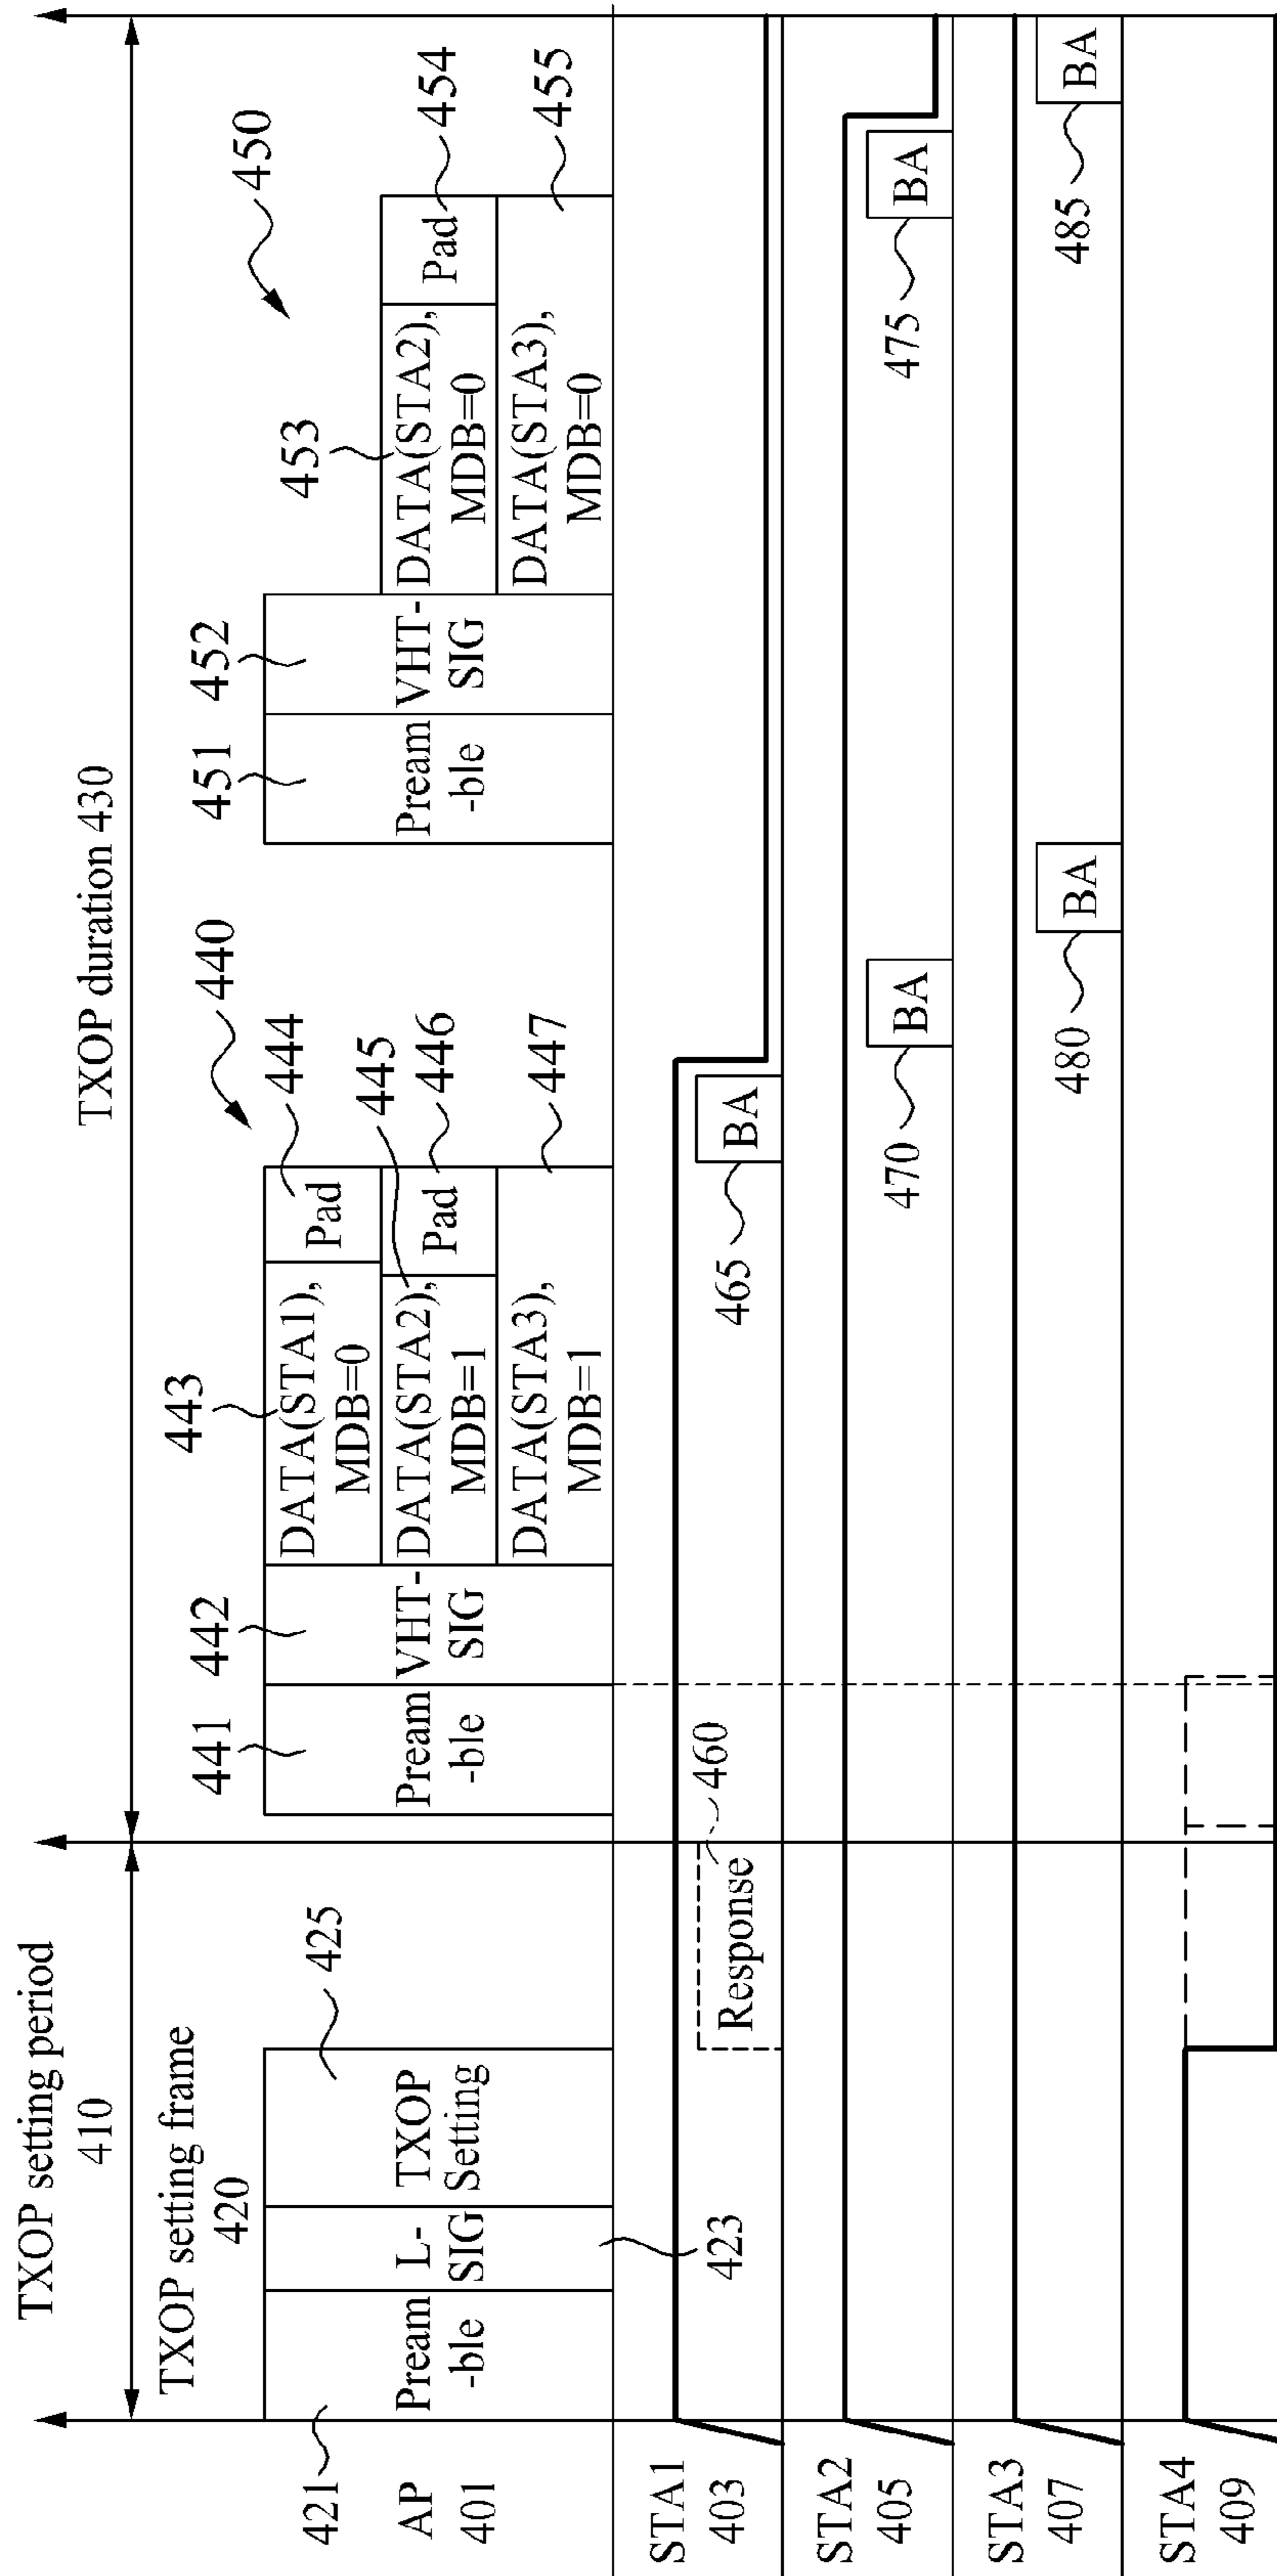 TXOP setting period
410
TXOP duration 430
TXOP setting frame
420
421
Pream
-ble
L-
SIG
423
TXOP
Setting
425
440
441
Pream
-ble
442
VHT-
SIG
443
DATA(STA1),
MDB=0
Pad
444
DATA(STA2),
MDB=1
445
Pad
446
DATA(STA3),
MDB=1
447
450
451
Pream
-ble
452
VHT-
SIG
453
DATA(STA2),
MDB=0
Pad
454
DATA(STA3),
MDB=0
455
AP
401
STA1
403
Response
460
BA
465
STA2
405
BA
470
BA
475
STA3
407
BA
480
BA
485
STA4
409